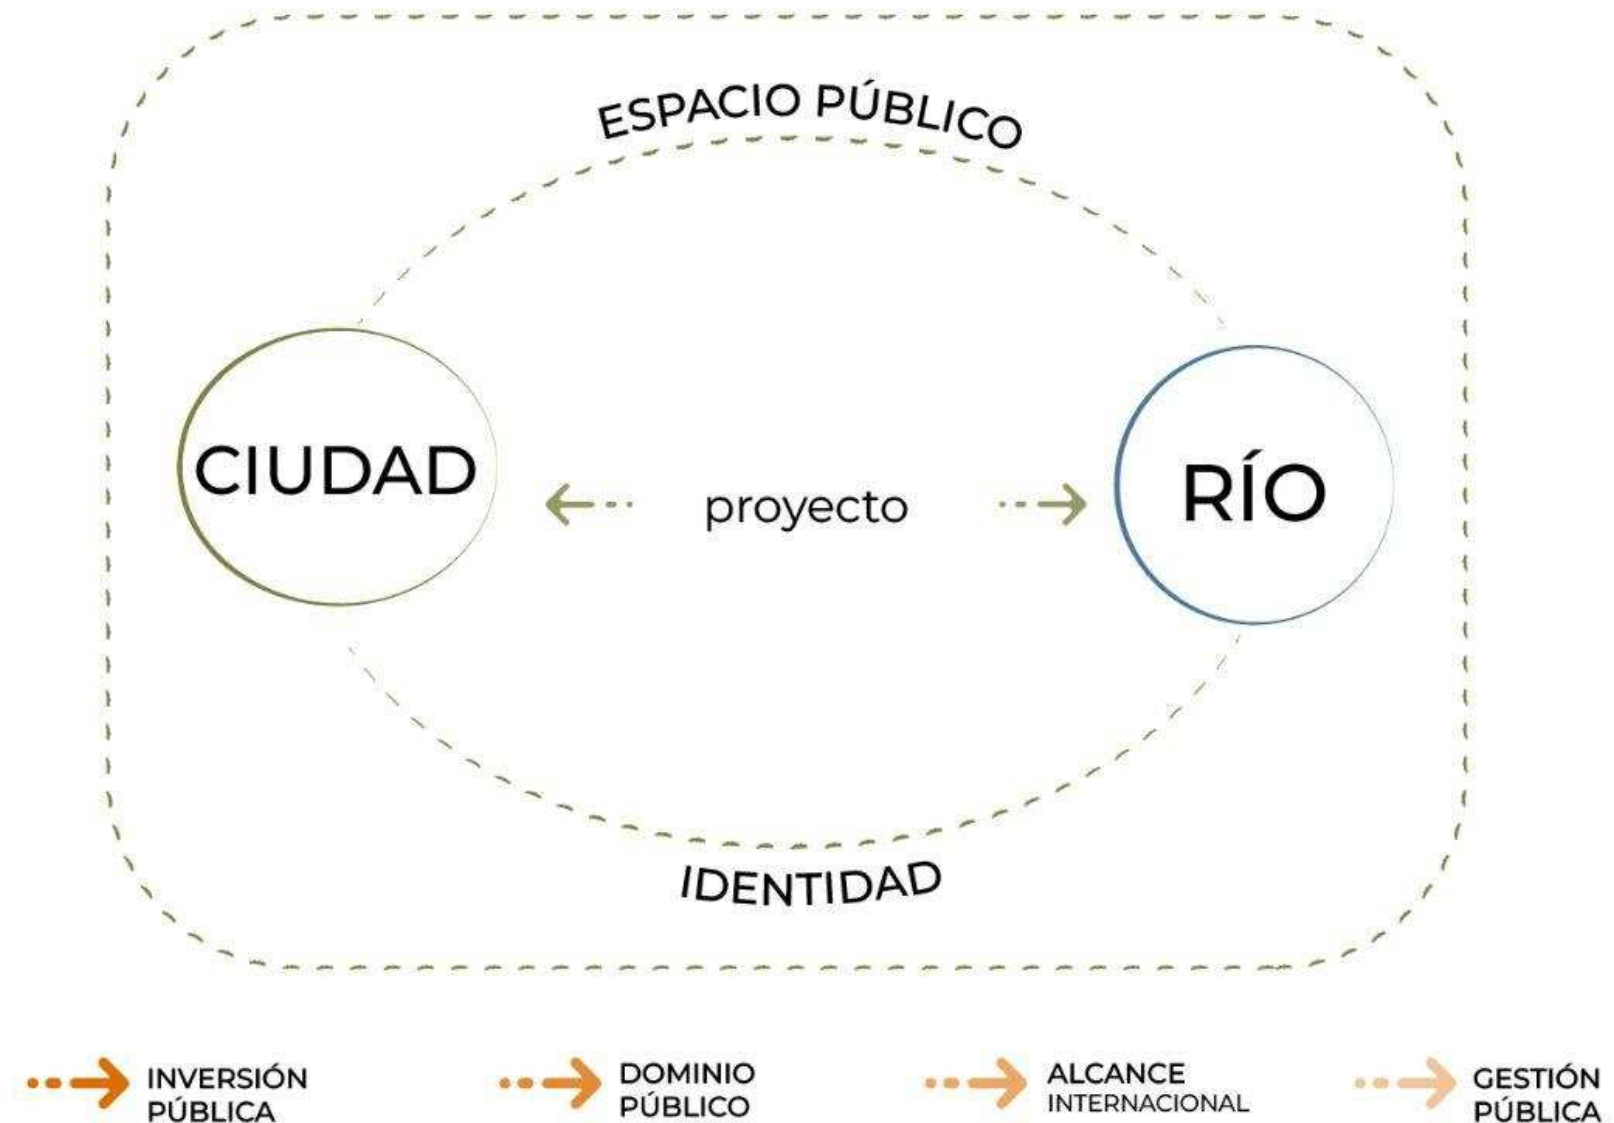 ESPACIO PÚBLICO
CIUDAD
proyecto
RÍO
IDENTIDAD
INVERSIÓN
PÚBLICA
DOMINIO
PÚBLICO
ALCANCE
INTERNACIONAL
GESTIÓN
PÚBLICA